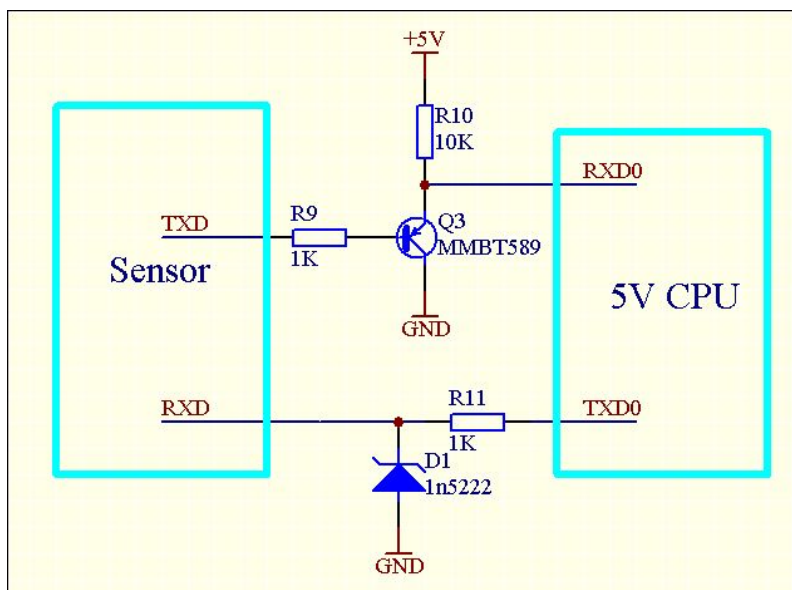 +5V
R10
10K
RXD0
TXD
R9
1K
Q3
MMBT589
Sensor
5V CPU
GND
RXD
R11
1K
TXD0
D1
1n5222
GND